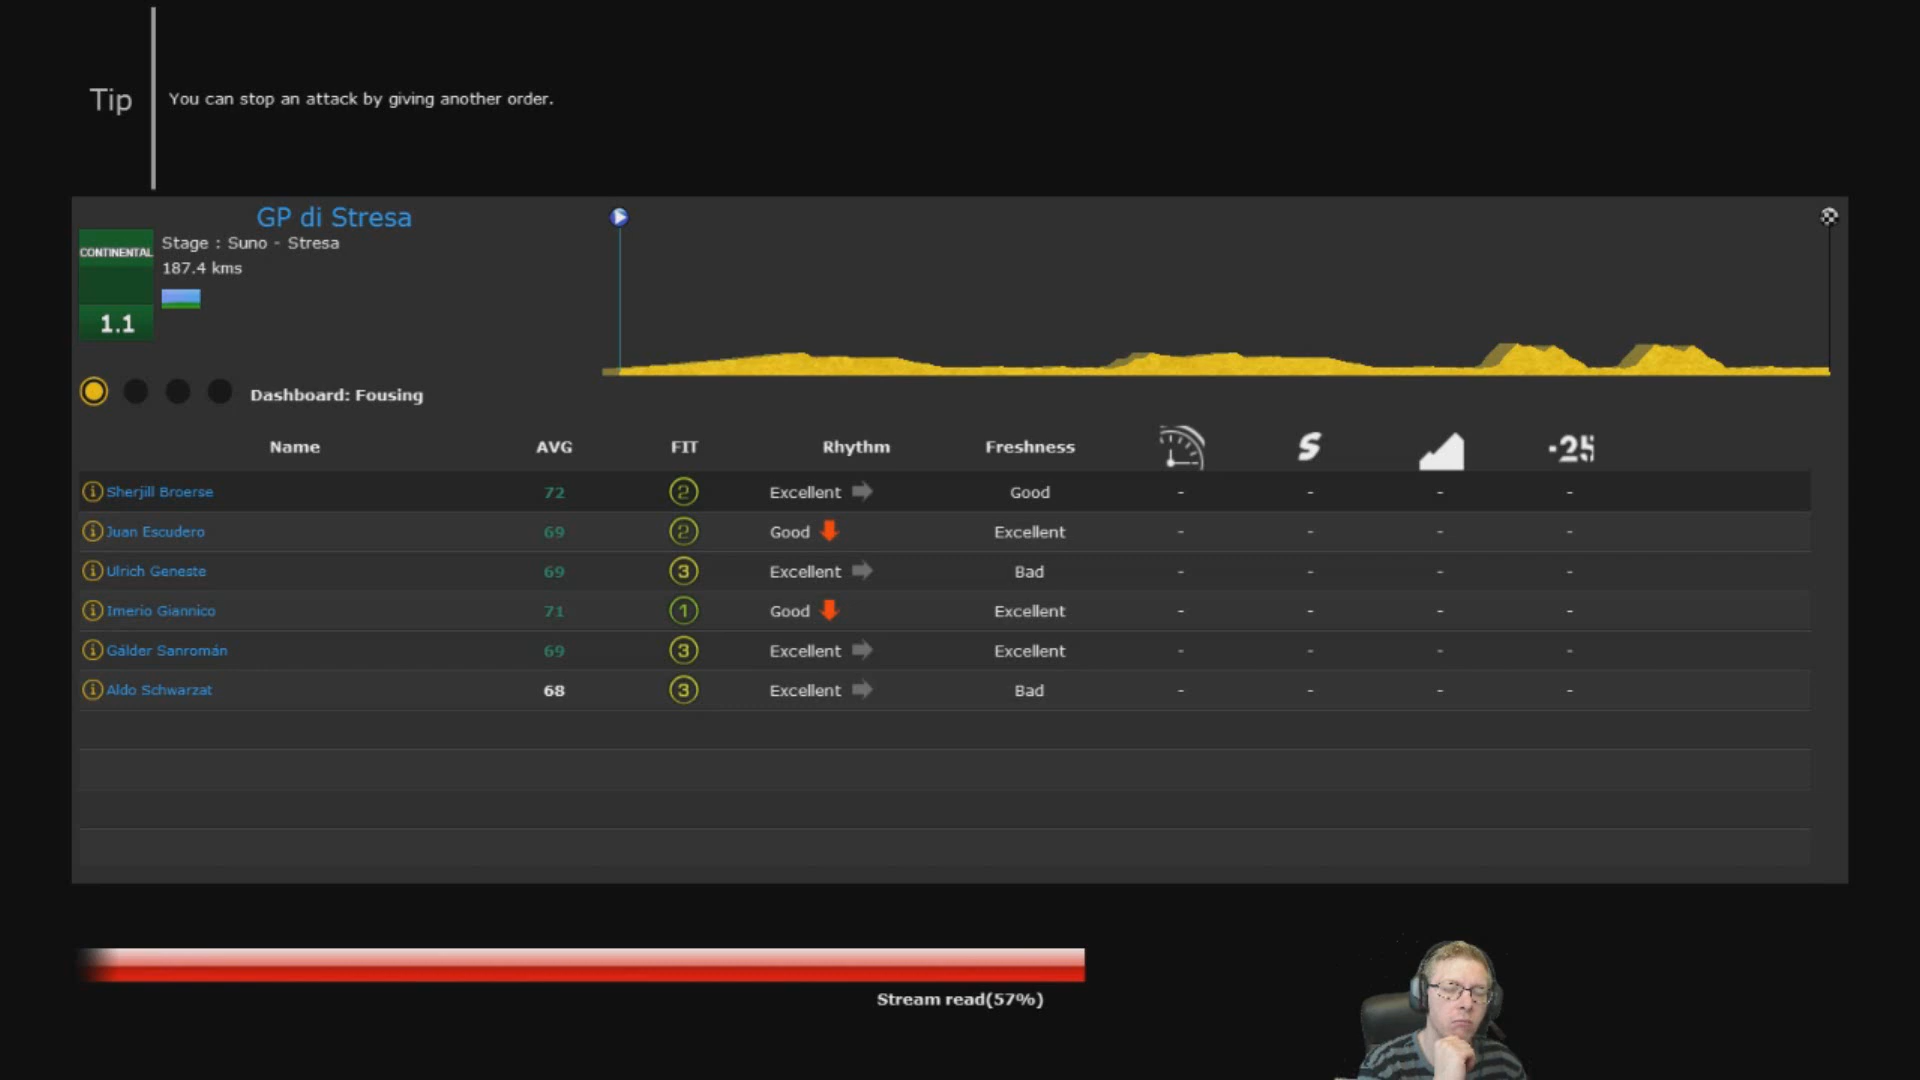 Tip
You can stop an attack by giving another order.
GP di Stresa
CONTINENTAL
1.1
Stage : Suno - Stresa
187.4 kms
Dashboard: Fousing
Name AVG FIT Rhythm Freshness S -25
Sherjill Broerse 72 2 Excellent Good - - - -
Juan Escudero 69 2 Good Excellent - - - -
Ulrich Geneste 69 3 Excellent Bad - - - -
Imerio Giannico 71 1 Good Excellent - - - -
Gálder Sanromán 69 3 Excellent Excellent - - - -
Aldo Schwarzat 68 3 Excellent Bad - - - -
Stream read(57%)